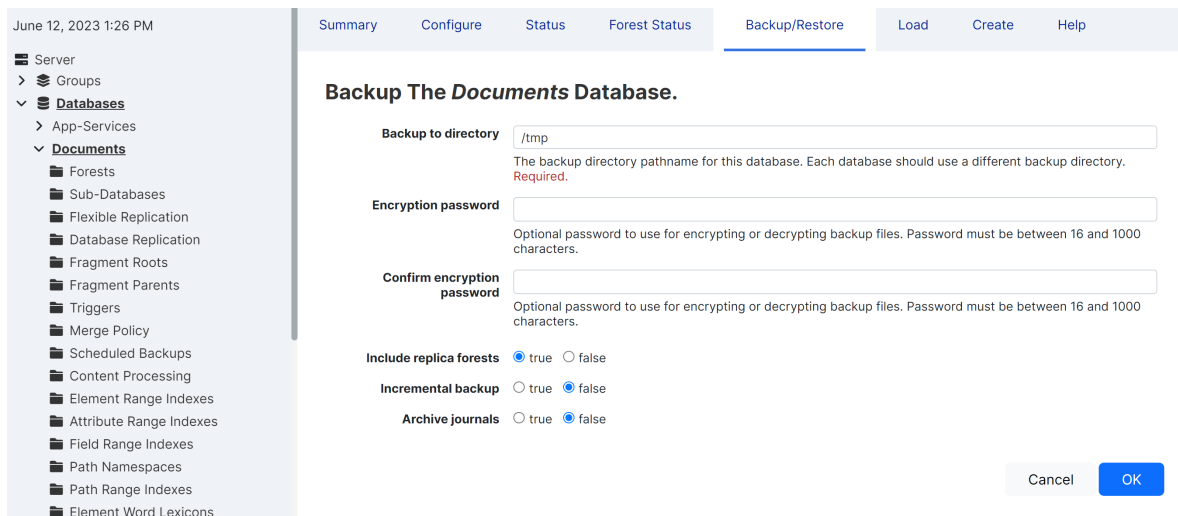 June 12, 2023 1:26 PM
Server
Groups
Databases
App-Services
Documents
Forests
Sub-Databases
Flexible Replication
Database Replication
Fragment Roots
Fragment Parents
Triggers
Merge Policy
Scheduled Backups
Content Processing
Element Range Indexes
Attribute Range Indexes
Field Range Indexes
Path Namespaces
Path Range Indexes
Element Word Lexicons
Summary Configure Status Forest Status Backup/Restore Load Create Help
Backup The Documents Database.
Backup to directory /tmp
The backup directory pathname for this database. Each database should use a different backup directory.
Required.
Encryption password
Optional password to use for encrypting or decrypting backup files. Password must be between 16 and 1000
characters.
Confirm encryption
password
Optional password to use for encrypting or decrypting backup files. Password must be between 16 and 1000
characters.
Include replica forests true false
Incremental backup true false
Archive journals true false
Cancel OK